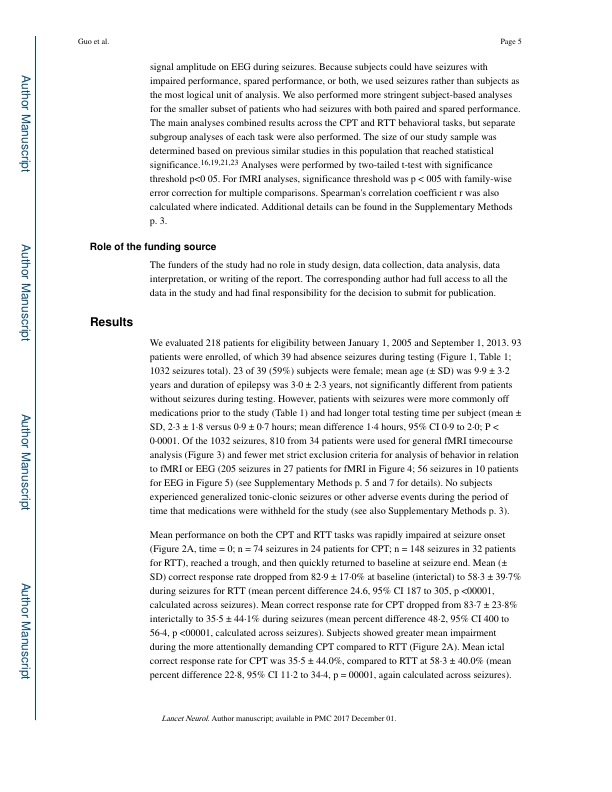 Guo et al.
Page 5
signal amplitude on EEG during seizures. Because subjects could have seizures with
impaired performance, spared performance, or both, we used seizures rather than subjects as
the most logical unit of analysis. We also performed more stringent subject-based analyses
for the smaller subset of patients who had seizures with both paired and spared performance.
The main analyses combined results across the CPT and RTT behavioral tasks, but separate
subgroup analyses of each task were also performed. The size of our study sample was
determined based on previous similar studies in this population that reached statistical
significance.16,19,21,23 Analyses were performed by two-tailed t-test with significance
threshold p<0 05. For fMRI analyses, significance threshold was p < 005 with family-wise
error correction for multiple comparisons. Spearman's correlation coefficient r was also
calculated where indicated. Additional details can be found in the Supplementary Methods
p. 3.
Role of the funding source
The funders of the study had no role in study design, data collection, data analysis, data
interpretation, or writing of the report. The corresponding author had full access to all the
data in the study and had final responsibility for the decision to submit for publication.
Results
We evaluated 218 patients for eligibility between January 1, 2005 and September 1, 2013. 93
patients were enrolled, of which 39 had absence seizures during testing (Figure 1, Table 1;
1032 seizures total). 23 of 39 (59%) subjects were female; mean age (± SD) was 9·9 ± 3·2
years and duration of epilepsy was 3·0 ± 2·3 years, not significantly different from patients
without seizures during testing. However, patients with seizures were more commonly off
medications prior to the study (Table 1) and had longer total testing time per subject (mean ±
SD, 2·3 ± 1·8 versus 0·9 ± 0·7 hours; mean difference 1·4 hours, 95% CI 0·9 to 2·0; P <
0·0001. Of the 1032 seizures, 810 from 34 patients were used for general fMRI timecourse
analysis (Figure 3) and fewer met strict exclusion criteria for analysis of behavior in relation
to fMRI or EEG (205 seizures in 27 patients for fMRI in Figure 4; 56 seizures in 10 patients
for EEG in Figure 5) (see Supplementary Methods p. 5 and 7 for details). No subjects
experienced generalized tonic-clonic seizures or other adverse events during the period of
time that medications were withheld for the study (see also Supplementary Methods p. 3).
Mean performance on both the CPT and RTT tasks was rapidly impaired at seizure onset
(Figure 2A, time = 0; n = 74 seizures in 24 patients for CPT; n = 148 seizures in 32 patients
for RTT), reached a trough, and then quickly returned to baseline at seizure end. Mean (±
SD) correct response rate dropped from 82·9 ± 17·0% at baseline (interictal) to 58·3 ± 39·7%
during seizures for RTT (mean percent difference 24.6, 95% CI 187 to 305, p <00001,
calculated across seizures). Mean correct response rate for CPT dropped from 83·7 ± 23·8%
interictally to 35·5 ± 44·1% during seizures (mean percent difference 48·2, 95% CI 400 to
56·4, p <00001, calculated across seizures). Subjects showed greater mean impairment
during the more attentionally demanding CPT compared to RTT (Figure 2A). Mean ictal
correct response rate for CPT was 35·5 ± 44.0%, compared to RTT at 58·3 ± 40.0% (mean
percent difference 22·8, 95% CI 11·2 to 34·4, p = 00001, again calculated across seizures).
Lancet Neurol. Author manuscript; available in PMC 2017 December 01.
Author Manuscript
Author Manuscript
Author Manuscript
Author Manuscript